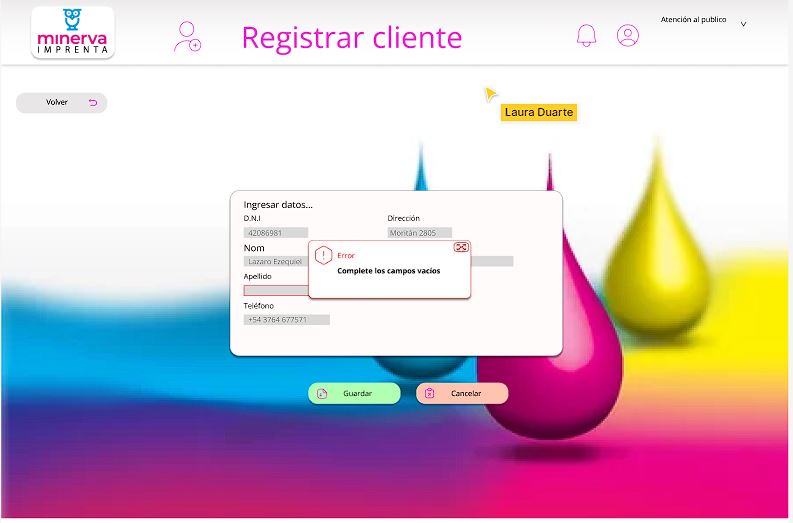 minerva
IMPRENTA
Registrar cliente
Atención al publico
Volver
Laura Duarte
Ingresar datos...
D.N.I
Dirección
42086981
Moritán 2805
Nom
Lazaro Ezequiel
Error
Complete los campos vacíos
Apellido
Teléfono
+54 3764 677571
Guardar
Cancelar